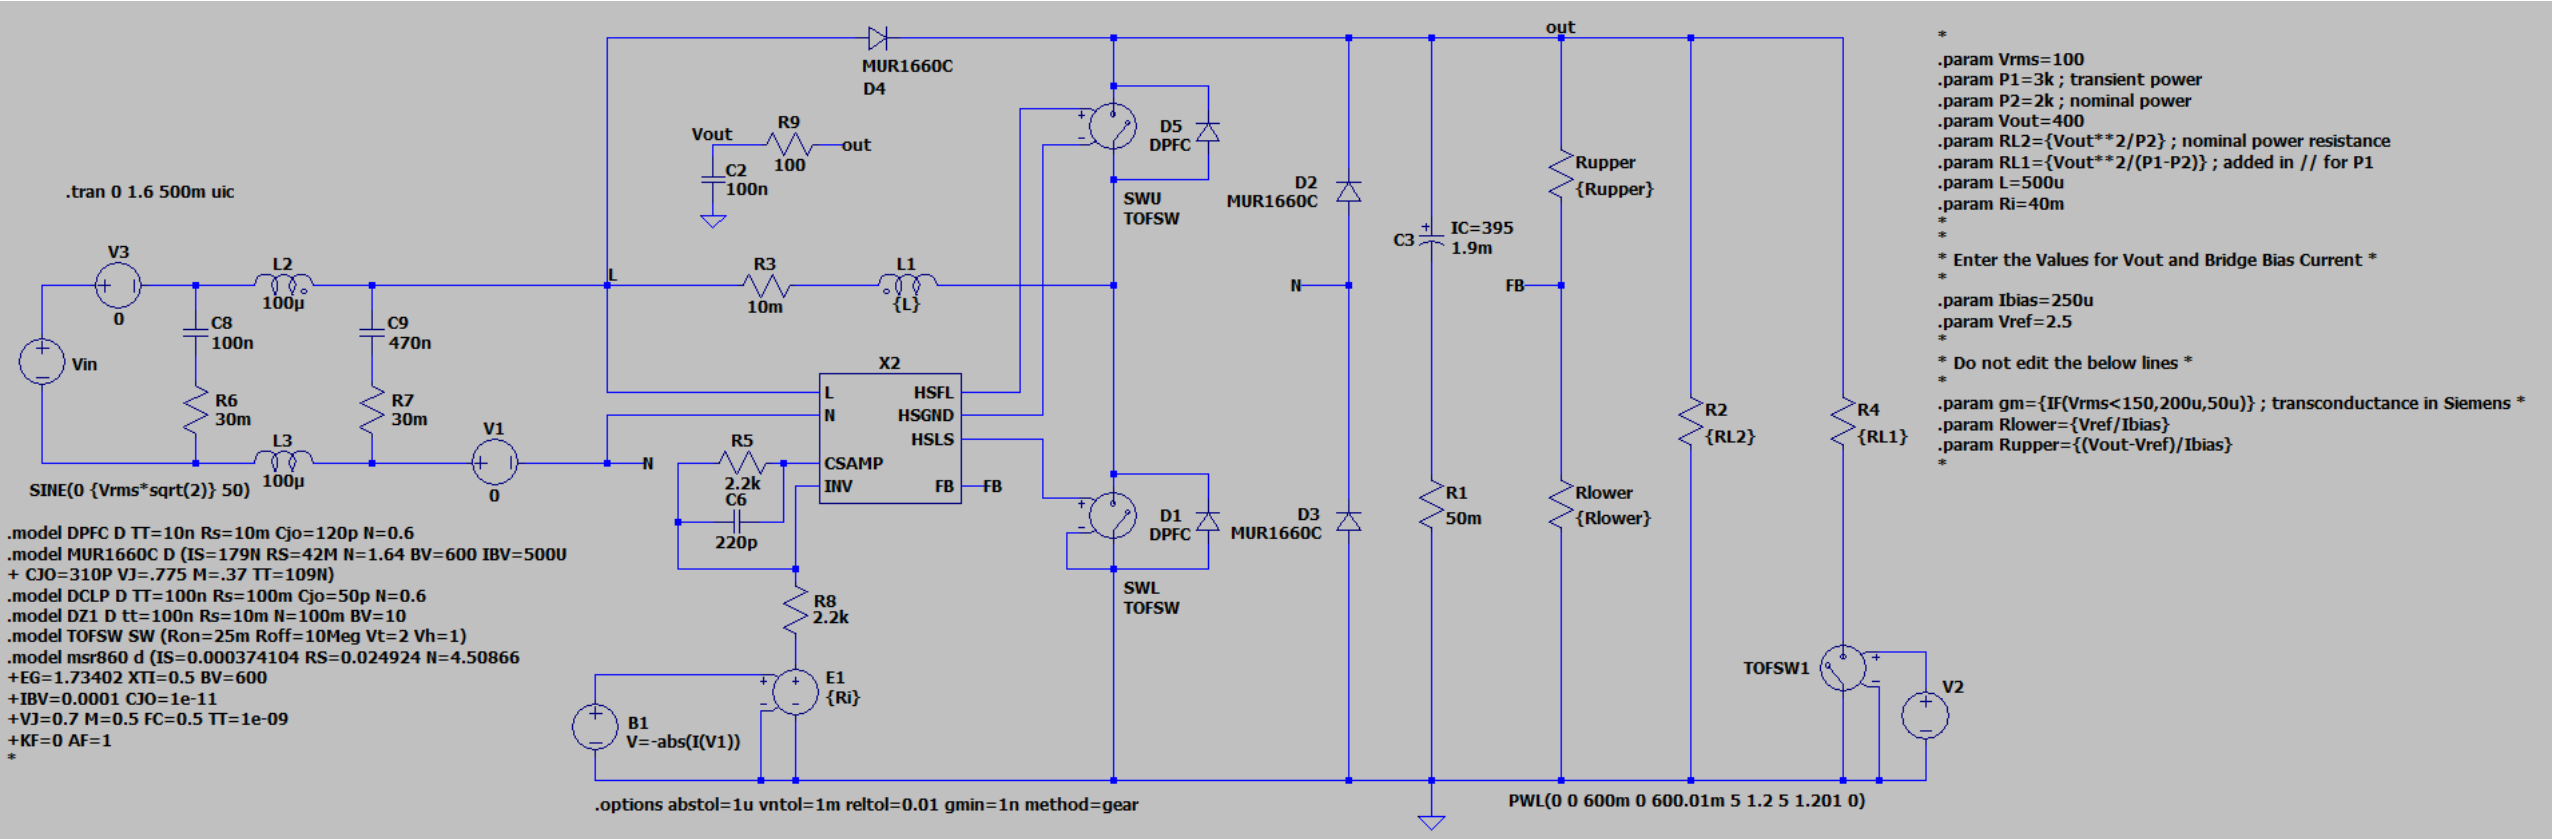 out
MUR1660C
D4
Vout
R9
100
out
C2
100n
.tran 0 1.6 500m uic
V3
0
L2
100µ
C8
100n
C9
470n
Vin
R6
30m
R7
30m
L3
100µ
V1
0
L
N
SINE(0 {Vrms*sqrt(2)} 50)
R3
10m
L1
{L}
X2
L
N
CSAMP
INV
HSFL
HSGND
HSLS
FB
FB
R5
2.2k
C6
220p
R8
2.2k
E1
{Ri}
B1
V=-abs(I(V1))
D5
DPFC
SWU
TOFSW
D1
DPFC
SWL
TOFSW
D2
MUR1660C
N
D3
MUR1660C
C3
IC=395
1.9m
R1
50m
Rupper
{Rupper}
FB
Rlower
{Rlower}
R2
{RL2}
R4
{RL1}
TOFSW1
V2
PWL(0 0 600m 0 600.01m 5 1.2 5 1.201 0)
.options abstol=1u vntol=1m reltol=0.01 gmin=1n method=gear
.model DPFC D TT=10n Rs=10m Cjo=120p N=0.6
.model MUR1660C D (IS=179N RS=42M N=1.64 BV=600 IBV=500U
+ CJO=310P VJ=.775 M=.37 TT=109N)
.model DCLP D TT=100n Rs=100m Cjo=50p N=0.6
.model DZ1 D tt=100n Rs=10m N=100m BV=10
.model TOFSW SW (Ron=25m Roff=10Meg Vt=2 Vh=1)
.model msr860 d (IS=0.000374104 RS=0.024924 N=4.50866
+EG=1.73402 XTI=0.5 BV=600
+IBV=0.0001 CJO=1e-11
+VJ=0.7 M=0.5 FC=0.5 TT=1e-09
+KF=0 AF=1
*
*
.param Vrms=100
.param P1=3k ; transient power
.param P2=2k ; nominal power
.param Vout=400
.param RL2={Vout**2/P2} ; nominal power resistance
.param RL1={Vout**2/(P1-P2)} ; added in // for P1
.param L=500u
.param Ri=40m
*
*
* Enter the Values for Vout and Bridge Bias Current *
*
.param Ibias=250u
.param Vref=2.5
*
* Do not edit the below lines *
*
.param gm={IF(Vrms<150,200u,50u)} ; transconductance in Siemens *
.param Rlower={Vref/Ibias}
.param Rupper={(Vout-Vref)/Ibias}
*